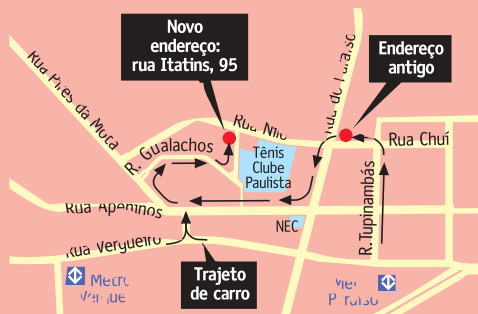 Novo
endereço:
rua Itatins, 95
Endereço
antigo
Rua Pires da Mota
Rua
Rua Chuí
R. Gualachos
Tênis
Clube
Paulista
R. Tupinambás
Rua Apeninos
NEC
Rua Vergueiro
Trajeto
de carro